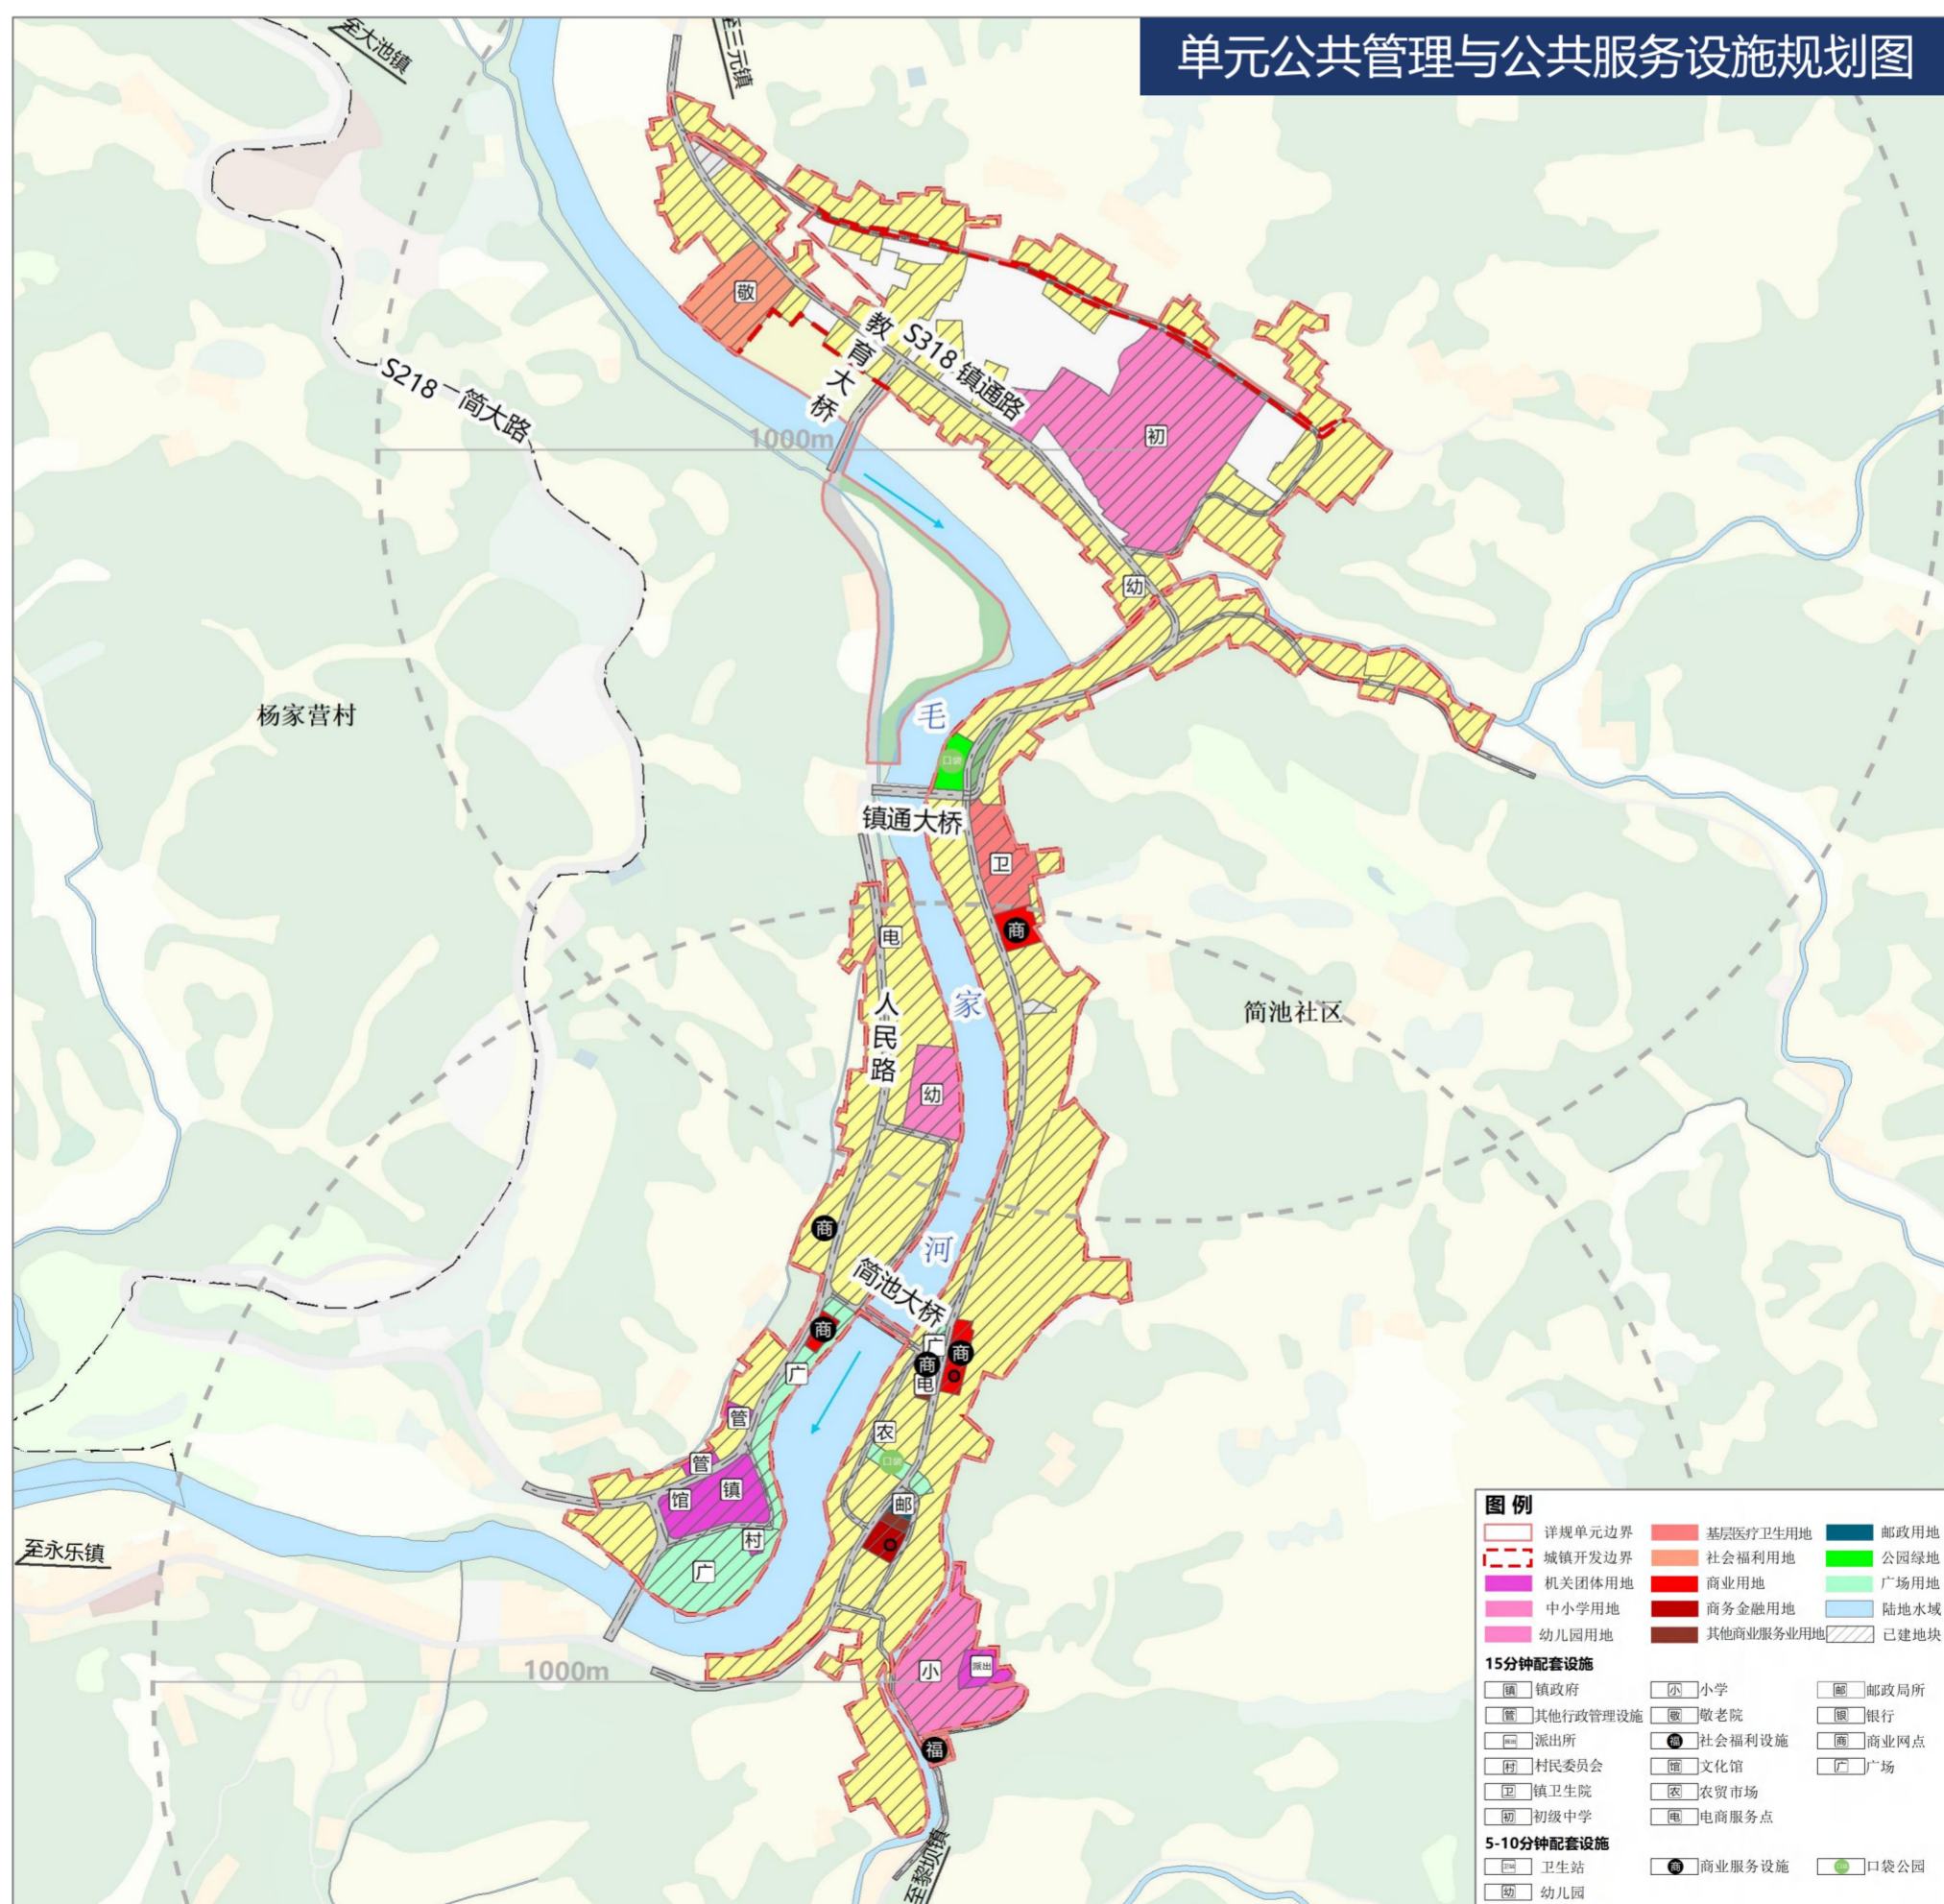 单元公共管理与公共服务设施规划图
至大池镇
至三元镇
敬
教育大桥
S318 镇通路
S218 简大路
1000m
初
幼
杨家营村
毛
口袋
镇通大桥
卫
商
电
家
简池社区
人民路
幼
商
河
简池大桥
商
广
商
商
广
电
管
农
口袋
管
镇
馆
邮
村
至永乐镇
广
1000m
小
派出
福
至黎坝镇
图例
详规单元边界 基层医疗卫生用地 邮政用地
城镇开发边界 社会福利用地 公园绿地
机关团体用地 商业用地 广场用地
中小学用地 商务金融用地 陆地水域
幼儿园用地 其他商业服务业用地 已建地块
15分钟配套设施
镇 镇政府 小 小学 邮 邮政局所
管 其他行政管理设施 敬 敬老院 银 银行
派出所 福 社会福利设施 商 商业网点
村 村民委员会 馆 文化馆 广 广场
卫 镇卫生院 农 农贸市场
初 初级中学 电 电商服务点
5-10分钟配套设施
卫生站 商 商业服务设施 口袋公园
幼 幼儿园